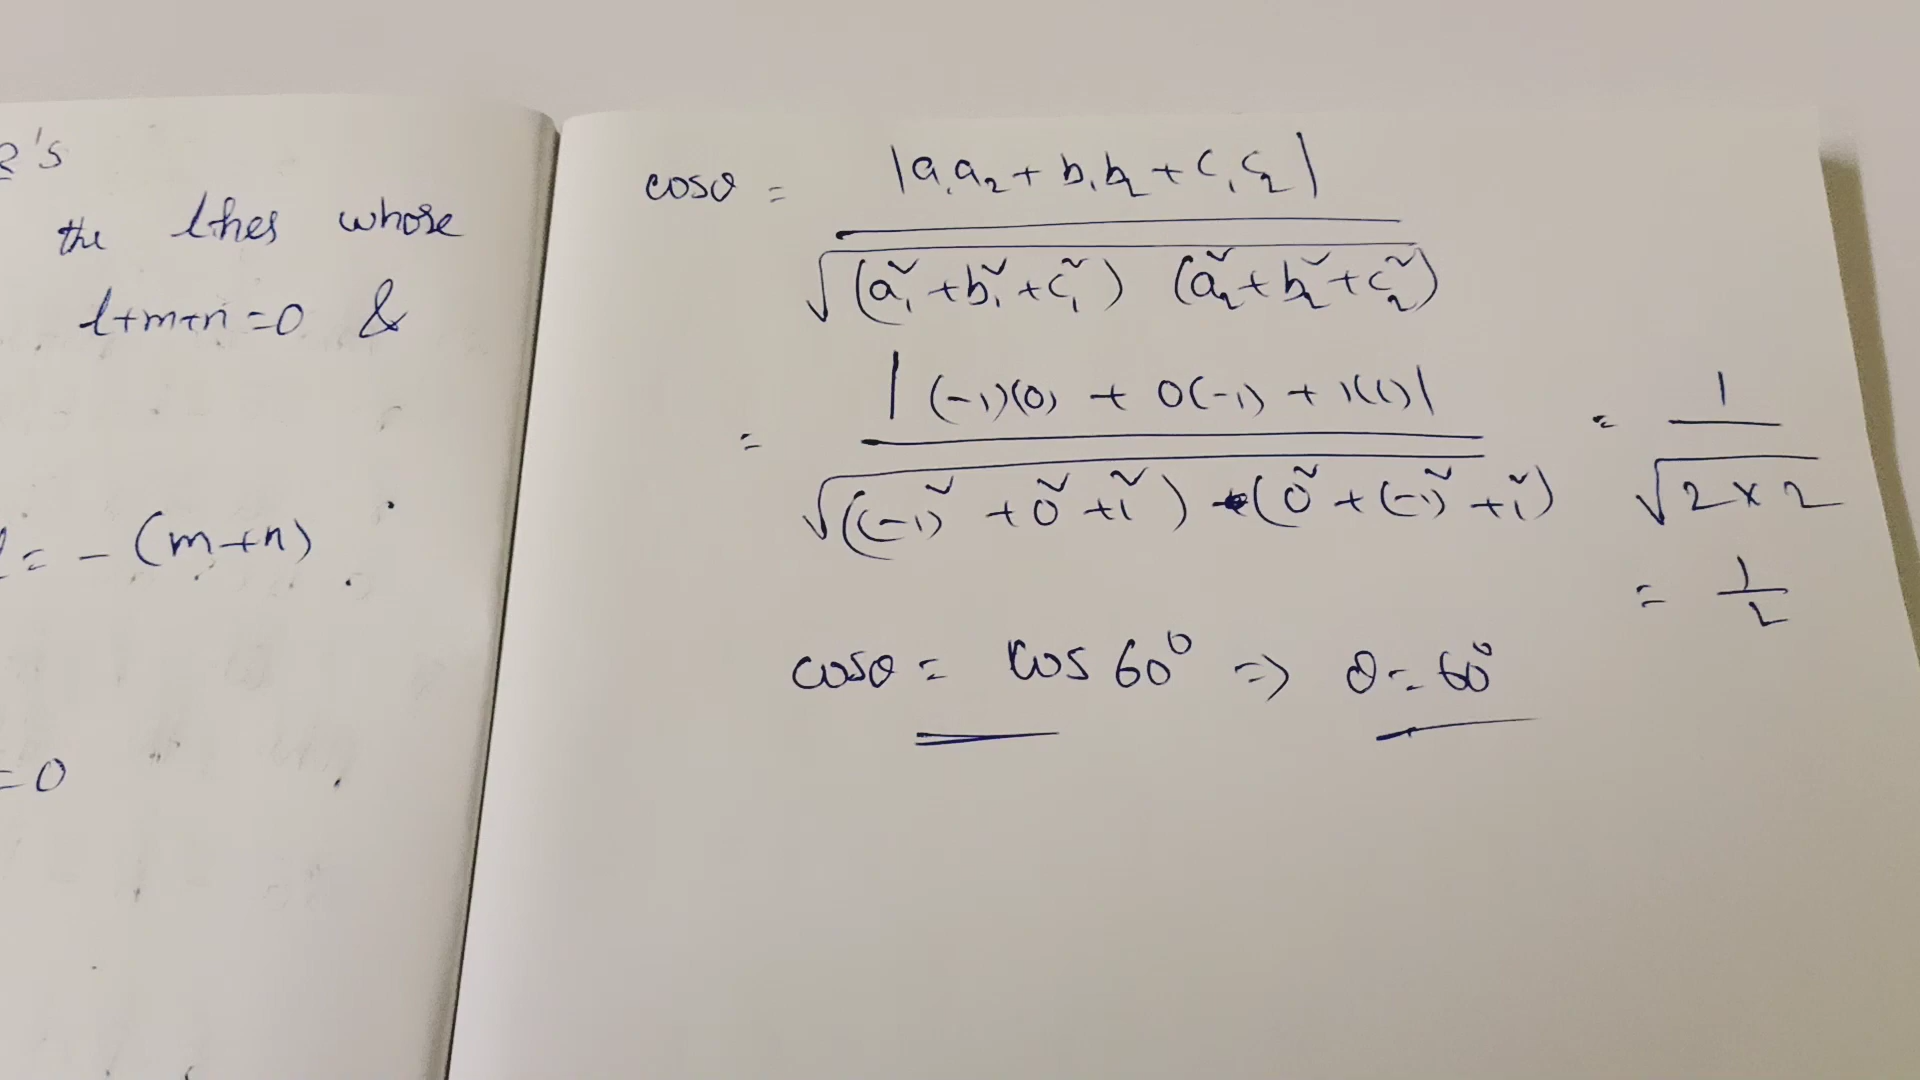 's
the lines whose
l+m+n=0 &
l = - (m+n)
=0
cosθ = |a₁a₂ + b₁b₂ + c₁c₂| / √(a₁² + b₁² + c₁²) (a₂² + b₂² + c₂²)
= |(-1)(0) + 0(-1) + 1(1)| / √((-1)² + 0² + 1²) (0² + (-1)² + 1²) = 1 / √2×2
= 1/2
cosθ = cos 60° => θ = 60°